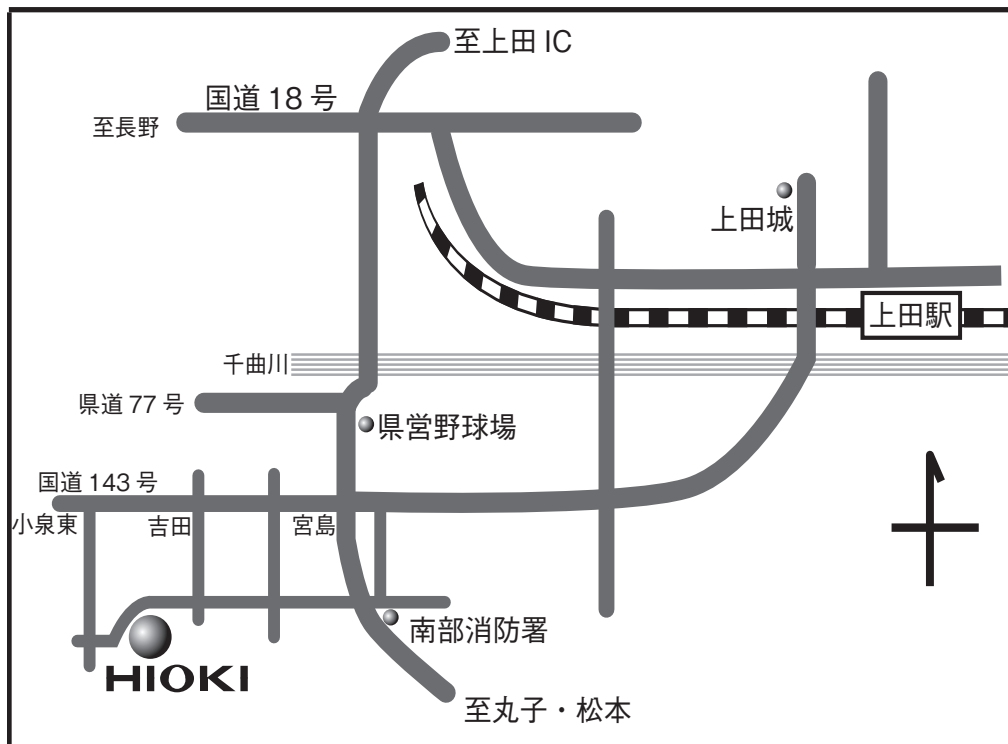 至上田 IC
国道 18 号
至長野
上田城
上田駅
千曲川
県道 77 号
県営野球場
国道 143 号
小泉東
吉田
宮島
南部消防署
HIOKI
至丸子・松本